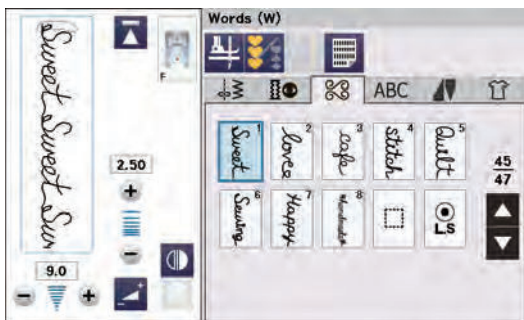 Words (W)
Sweet Sweet Sw
F
2.50
9.0
ABC
1 Sweet
2 love
3 cafe
4 stitch
5 Quilt
6 Sewing
7 Happy
8 Handmade
LS
45
47